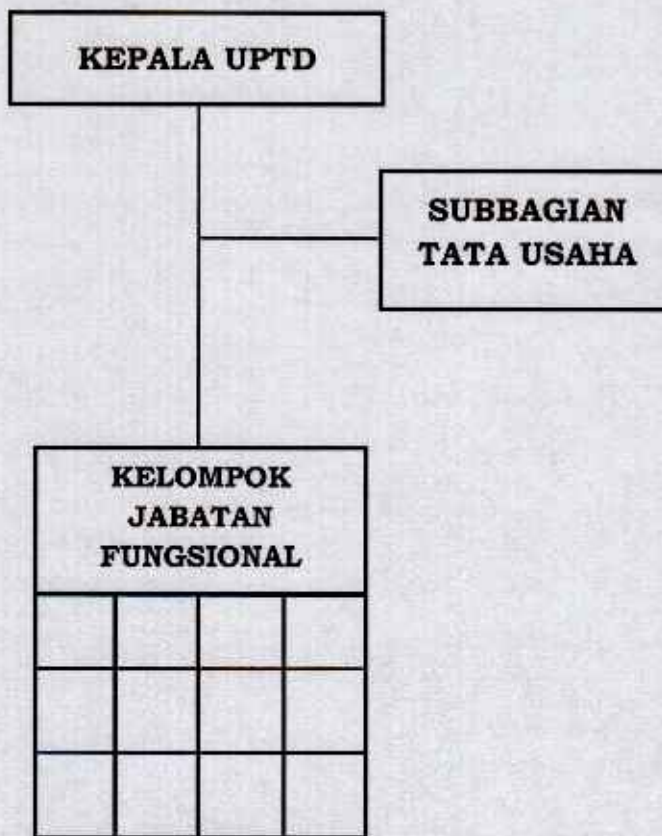 KEPALA UPTD
SUBBAGIAN
TATA USAHA
KELOMPOK
JABATAN
FUNGSIONAL